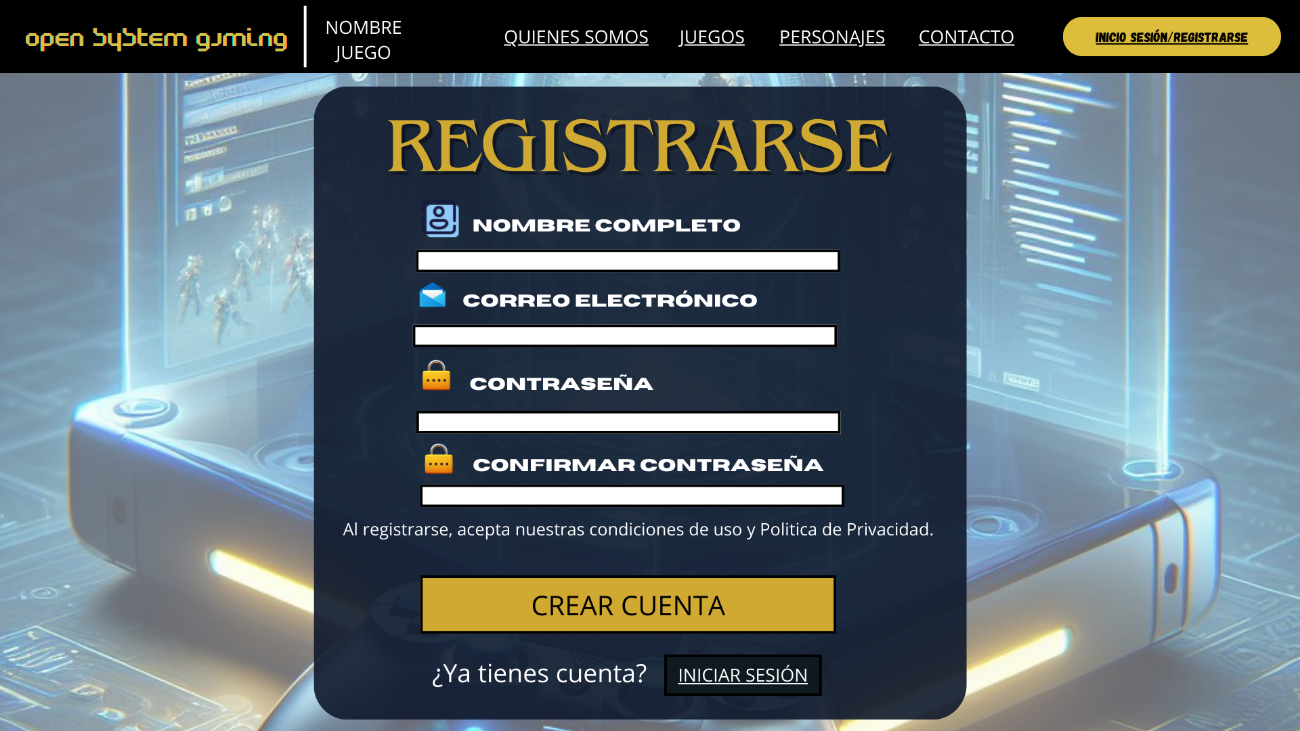 open system gaming
NOMBRE
JUEGO
QUIENES SOMOS
JUEGOS
PERSONAJES
CONTACTO
INICIO SESIÓN/REGISTRARSE
REGISTRARSE
NOMBRE COMPLETO
CORREO ELECTRÓNICO
CONTRASEÑA
CONFIRMAR CONTRASEÑA
Al registrarse, acepta nuestras condiciones de uso y Politica de Privacidad.
CREAR CUENTA
¿Ya tienes cuenta?
INICIAR SESIÓN